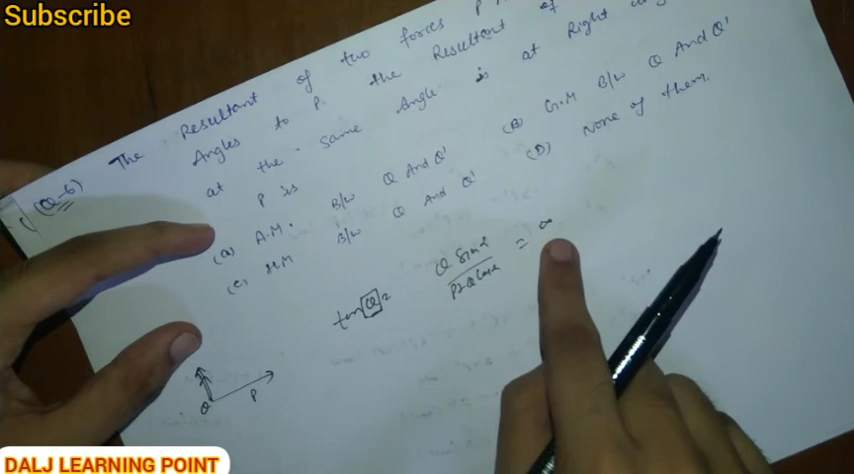 Subscribe
(Q-6) The Resultant of two forces P
Angles to P. the Resultant of
at the same Angle is at Right
P is
(a) A.M. B/w Q And Q'
(B) G.M B/w Q And Q'
(c) H.M B/w Q And Q'
(D) None of them.
Q Sinα
= ∞
Q
P
DALJ LEARNING POINT